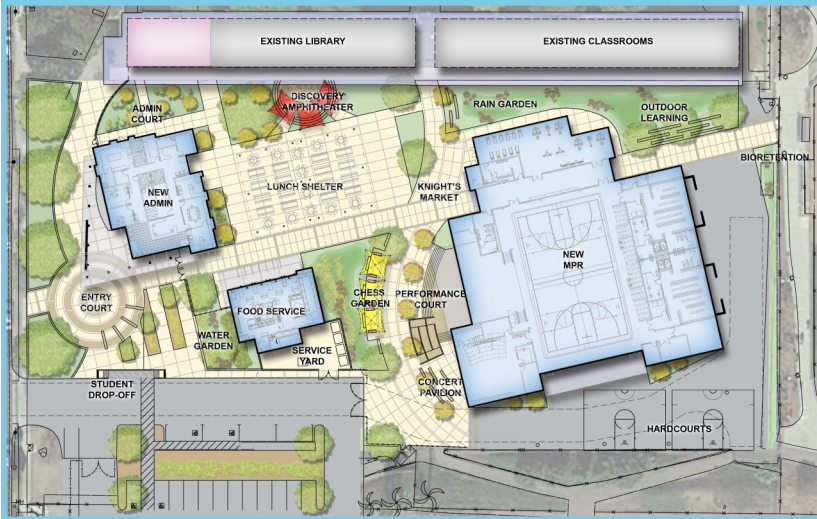 EXISTING LIBRARY
EXISTING CLASSROOMS
DISCOVERY
AMPHITHEATER
ADMIN
COURT
RAIN GARDEN
OUTDOOR
LEARNING
BIORETENTION
NEW
ADMIN
LUNCH SHELTER
KNIGHT'S
MARKET
NEW
MPR
ENTRY
COURT
CHESS
GARDEN
PERFORMANCE
COURT
FOOD SERVICE
WATER
GARDEN
SERVICE
YARD
STUDENT
DROP-OFF
CONCERT
PAVILION
HARDCOURTS